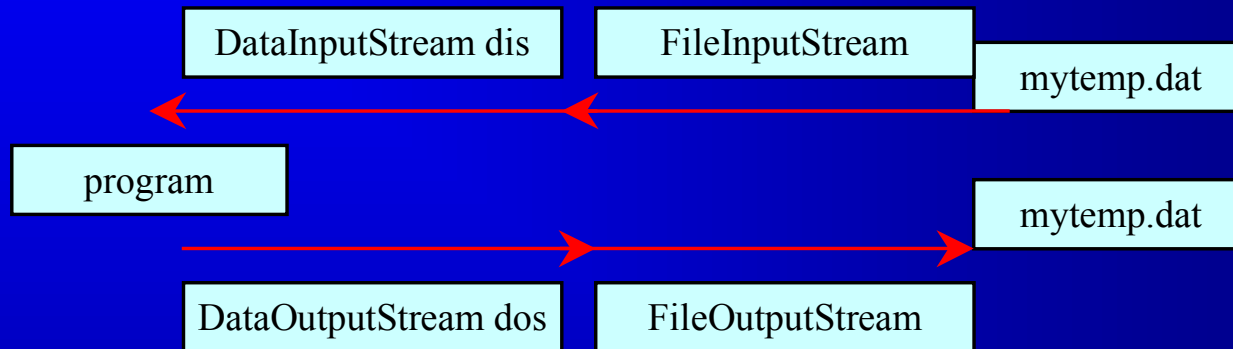 DataInputStream dis
FileInputStream
mytemp.dat
program
mytemp.dat
DataOutputStream dos
FileOutputStream